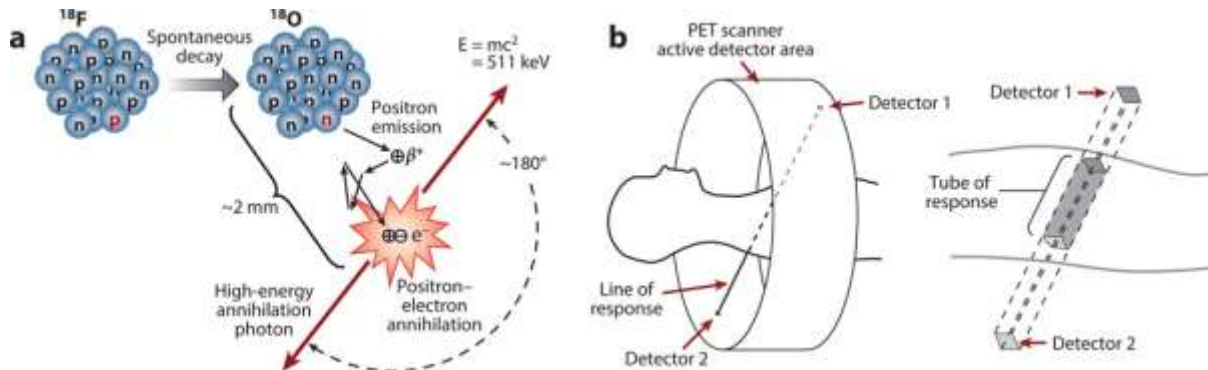 a
¹⁸F
¹⁸O
Spontaneous
decay
E = mc²
= 511 keV
n p n p n n n n p p n p p n p
n p n p n n n n p p n p p n n
Positron
emission
⊕β⁺
~180°
~2 mm
⊕⊖ e⁻
High-energy
annihilation
photon
Positron–
electron
annihilation
b
PET scanner
active detector area
Detector 1
Line of
response
Detector 2
Detector 1
Tube of
response
Detector 2